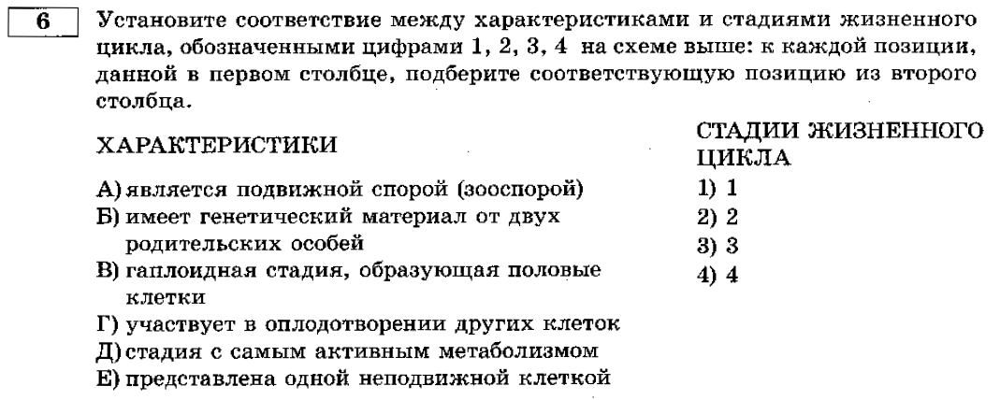 6
Установите соответствие между характеристиками и стадиями жизненного
цикла, обозначенными цифрами 1, 2, 3, 4 на схеме выше: к каждой позиции,
данной в первом столбце, подберите соответствующую позицию из второго
столбца.
ХАРАКТЕРИСТИКИ
А) является подвижной спорой (зооспорой)
Б) имеет генетический материал от двух
родительских особей
В) гаплоидная стадия, образующая половые
клетки
Г) участвует в оплодотворении других клеток
Д) стадия с самым активным метаболизмом
Е) представлена одной неподвижной клеткой
СТАДИИ ЖИЗНЕННОГО
ЦИКЛА
1) 1
2) 2
3) 3
4) 4